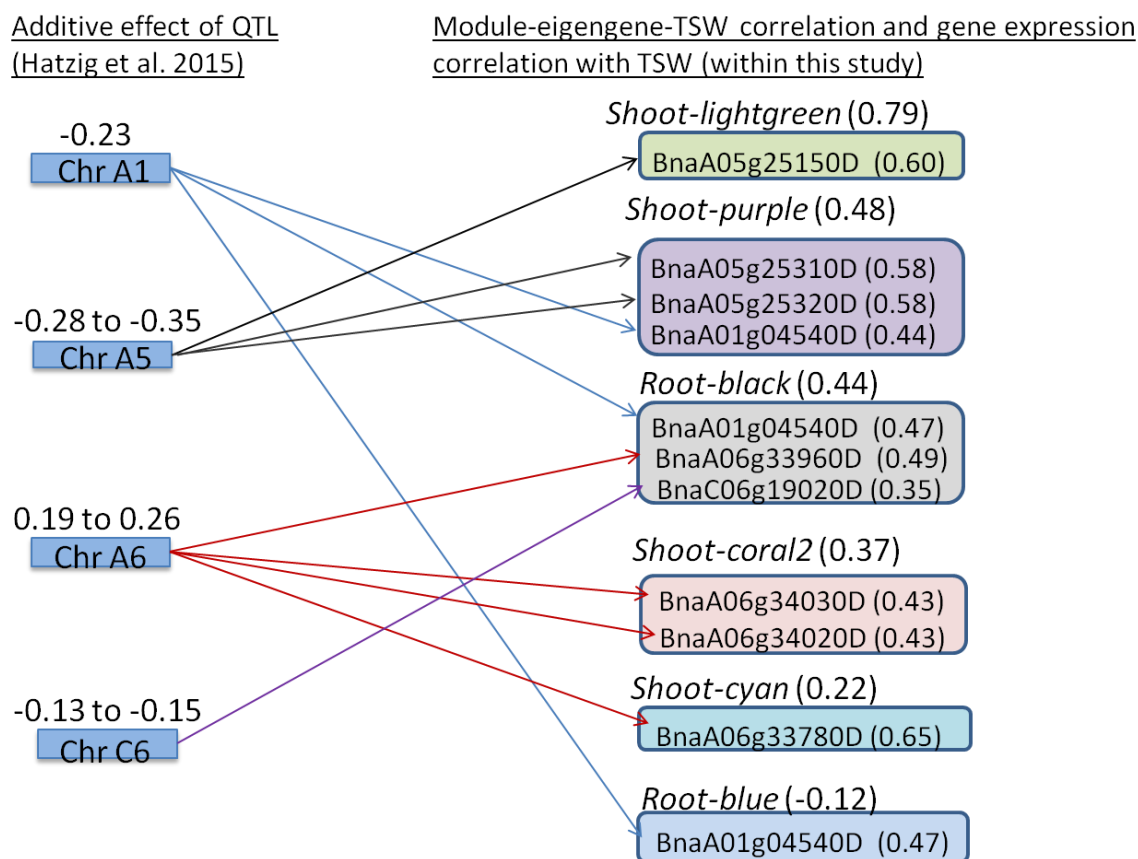 Additive effect of QTL
(Hatzig et al. 2015)
Module-eigengene-TSW correlation and gene expression
correlation with TSW (within this study)
-0.23
Chr A1
-0.28 to -0.35
Chr A5
0.19 to 0.26
Chr A6
-0.13 to -0.15
Chr C6
Shoot-lightgreen (0.79)
BnaA05g25150D (0.60)
Shoot-purple (0.48)
BnaA05g25310D (0.58)
BnaA05g25320D (0.58)
BnaA01g04540D (0.44)
Root-black (0.44)
BnaA01g04540D (0.47)
BnaA06g33960D (0.49)
BnaC06g19020D (0.35)
Shoot-coral2 (0.37)
BnaA06g34030D (0.43)
BnaA06g34020D (0.43)
Shoot-cyan (0.22)
BnaA06g33780D (0.65)
Root-blue (-0.12)
BnaA01g04540D (0.47)